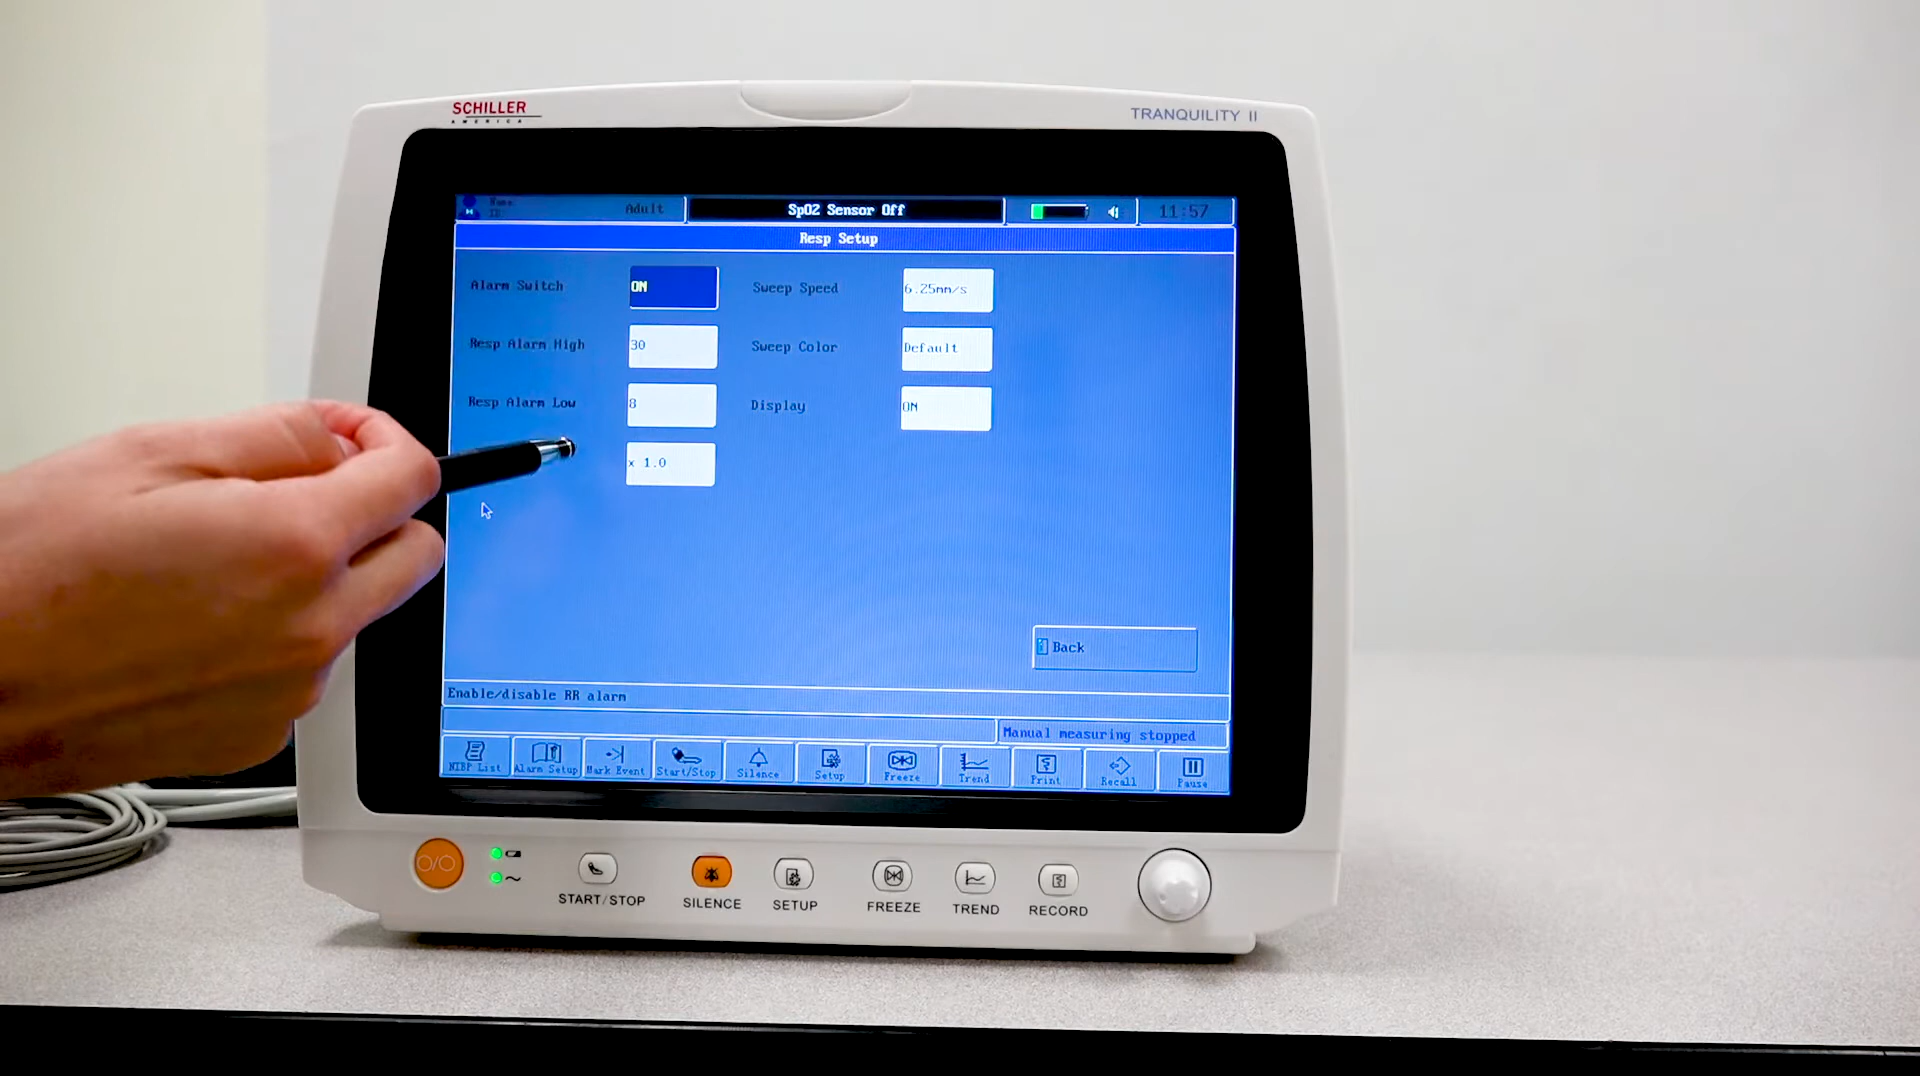 SCHILLER
AMERICA
TRANQUILITY II
Name
ID
Adult
SpO2 Sensor Off
11:57
Resp Setup
Alarm Switch
ON
Sweep Speed
6.25mm/s
Resp Alarm High
30
Sweep Color
Default
Resp Alarm Low
8
Display
ON
x 1.0
Back
Enable/disable RR alarm
Manual measuring stopped
NIBP List
Alarm Setup
Mark Event
Start/Stop
Silence
Setup
Freeze
Trend
Print
Recall
Pause
START/STOP
SILENCE
SETUP
FREEZE
TREND
RECORD